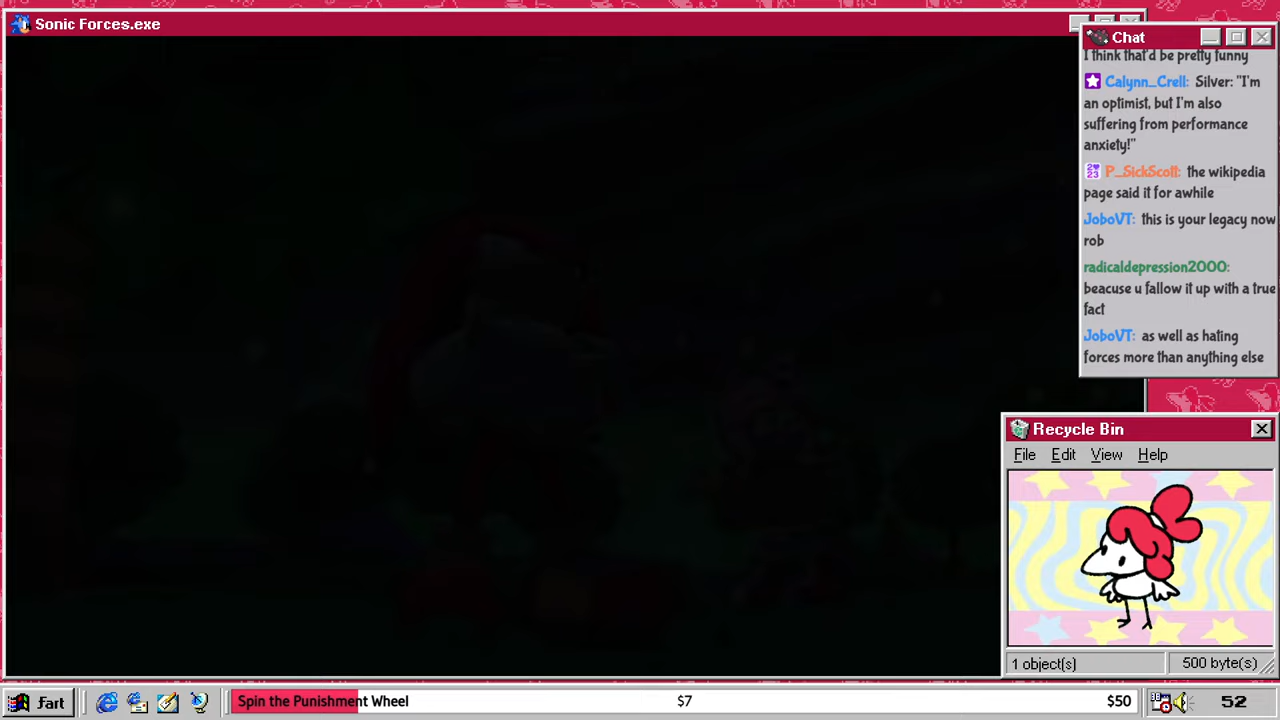 Sonic Forces.exe
Chat
I think that'd be pretty funny
Calynn_Crell: Silver: "I'm
an optimist, but I'm also
suffering from performance
anxiety!"
P_SickScott: the wikipedia
page said it for awhile
JoboVT: this is your legacy now
rob
radicaldepression2000:
beacuse u fallow it up with a true
fact
JoboVT: as well as hating
forces more than anything else
Recycle Bin
File Edit View Help
1 object(s) 500 byte(s)
fart Spin the Punishment Wheel $7 $50 52